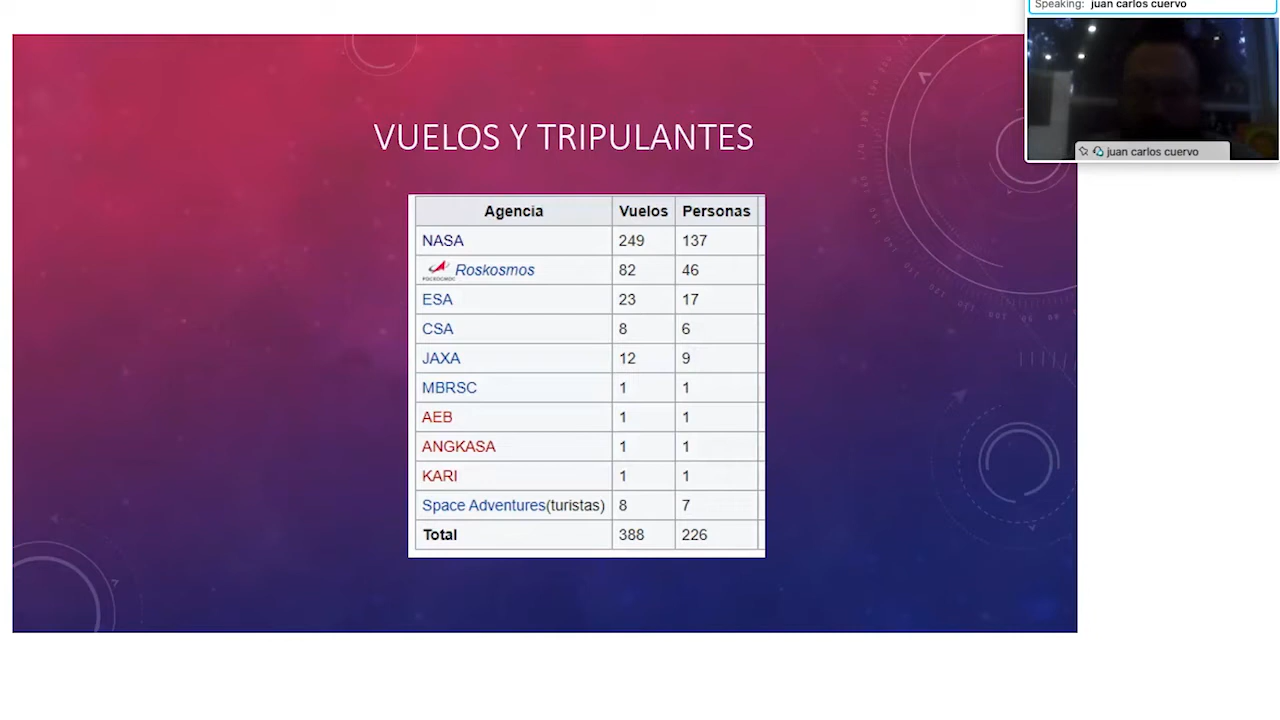 Speaking: juan carlos cuervo
juan carlos cuervo
VUELOS Y TRIPULANTES
Agencia Vuelos Personas
NASA 249 137
РОСКОСМОС Roskosmos 82 46
ESA 23 17
CSA 8 6
JAXA 12 9
MBRSC 1 1
AEB 1 1
ANGKASA 1 1
KARI 1 1
Space Adventures(turistas) 8 7
Total 388 226